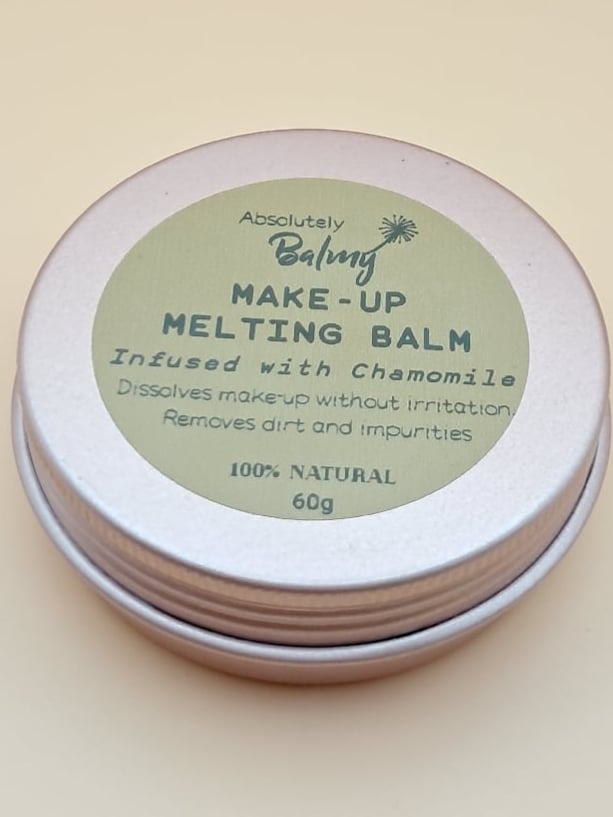 Absolutely
Balmy
MAKE-UP
MELTING BALM
Infused with Chamomile
Dissolves make-up without irritation.
Removes dirt and impurities
100% NATURAL
60g